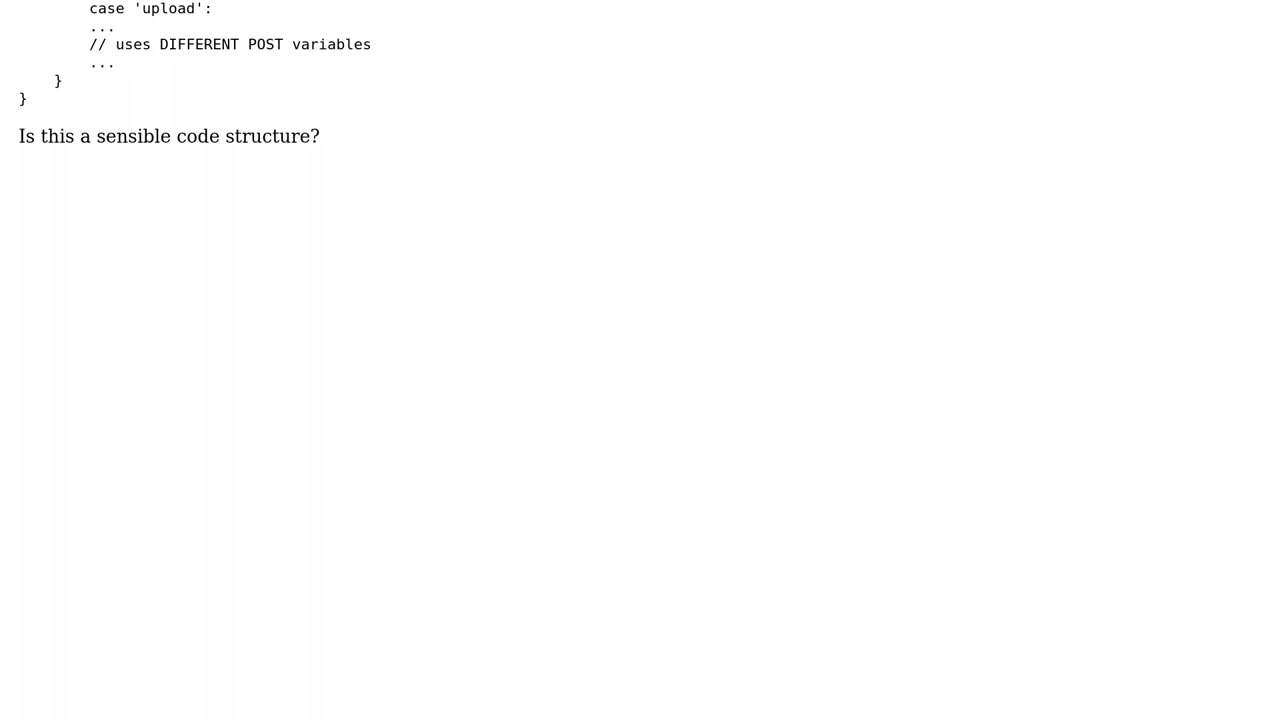 case 'upload':
...
// uses DIFFERENT POST variables
...
}
}
Is this a sensible code structure?